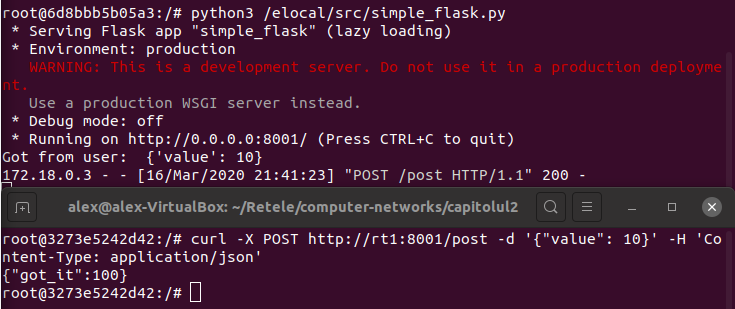 root@6d8bbb5b05a3:/# python3 /elocal/src/simple_flask.py
 * Serving Flask app "simple_flask" (lazy loading)
 * Environment: production
   WARNING: This is a development server. Do not use it in a production deployme
nt.
   Use a production WSGI server instead.
 * Debug mode: off
 * Running on http://0.0.0.0:8001/ (Press CTRL+C to quit)
Got from user:  {'value': 10}
172.18.0.3 - - [16/Mar/2020 21:41:23] "POST /post HTTP/1.1" 200 -
alex@alex-VirtualBox: ~/Retele/computer-networks/capitolul2
root@3273e5242d42:/# curl -X POST http://rt1:8001/post -d '{"value": 10}' -H 'Co
ntent-Type: application/json'
{"got_it":100}
root@3273e5242d42:/#